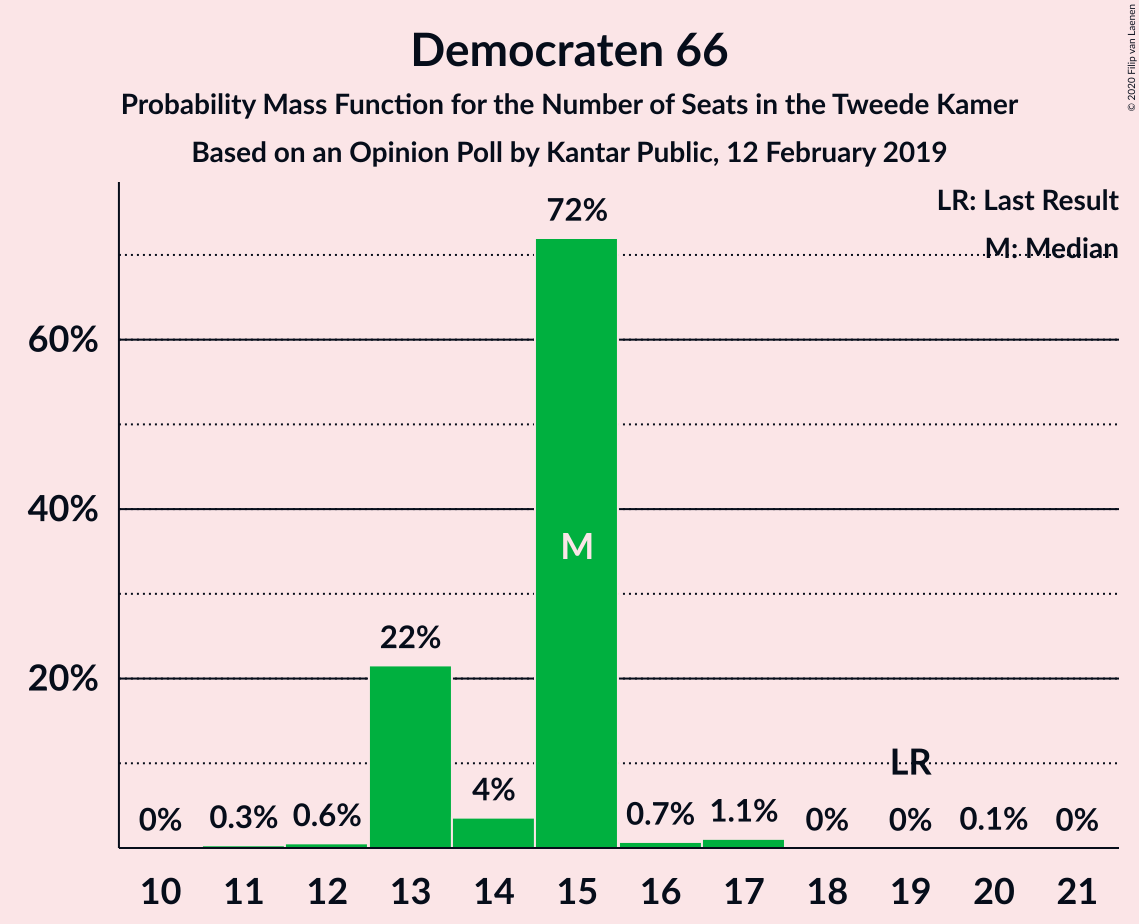 Democraten 66
Probability Mass Function for the Number of Seats in the Tweede Kamer
Based on an Opinion Poll by Kantar Public, 12 February 2019
© 2020 Filip van Laenen
LR: Last Result
M: Median
60%
40%
20%
0%
0.3%
0.6%
22%
4%
72%
M
0.7%
1.1%
0%
LR
0%
0.1%
0%
10 11 12 13 14 15 16 17 18 19 20 21